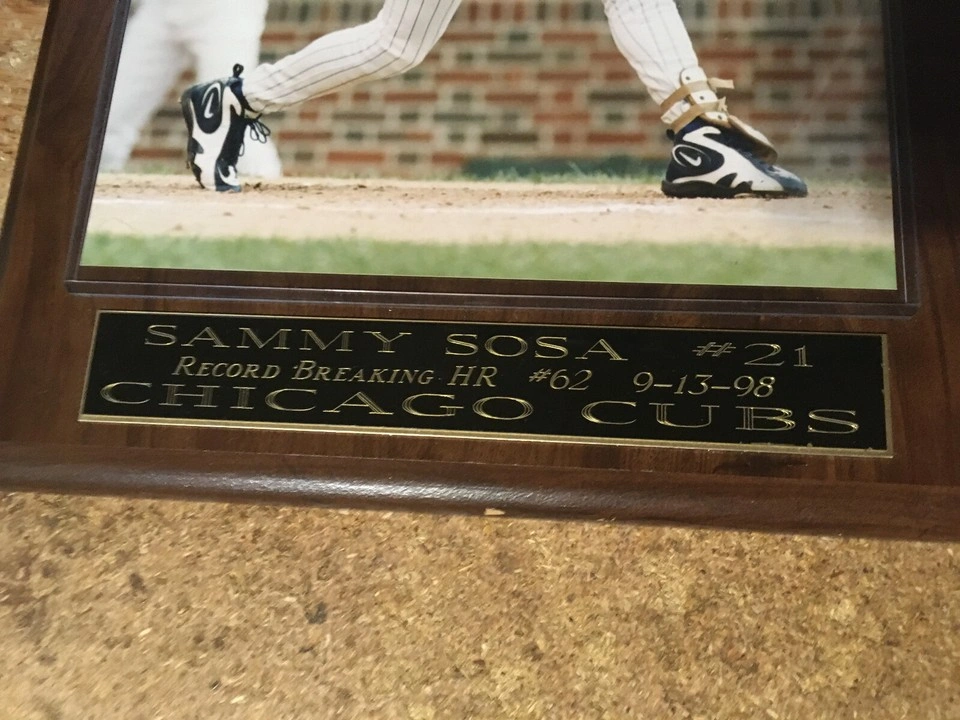 SAMMY SOSA #21
RECORD BREAKING HR #62 9-13-98
CHICAGO CUBS